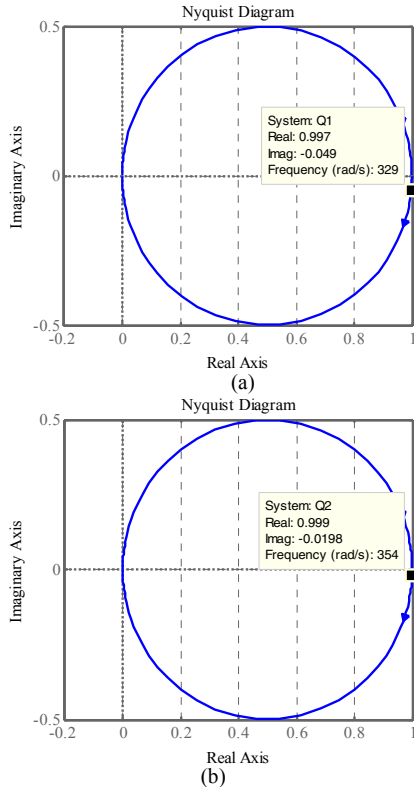 Nyquist Diagram
0.5
System: Q1
Real: 0.997
Imag: -0.049
Frequency (rad/s): 329
Imaginary Axis
0
-0.5
-0.2 0 0.2 0.4 0.6 0.8 1
Real Axis
(a)
Nyquist Diagram
0.5
System: Q2
Real: 0.999
Imag: -0.0198
Frequency (rad/s): 354
Imaginary Axis
0
-0.5
-0.2 0 0.2 0.4 0.6 0.8 1
Real Axis
(b)